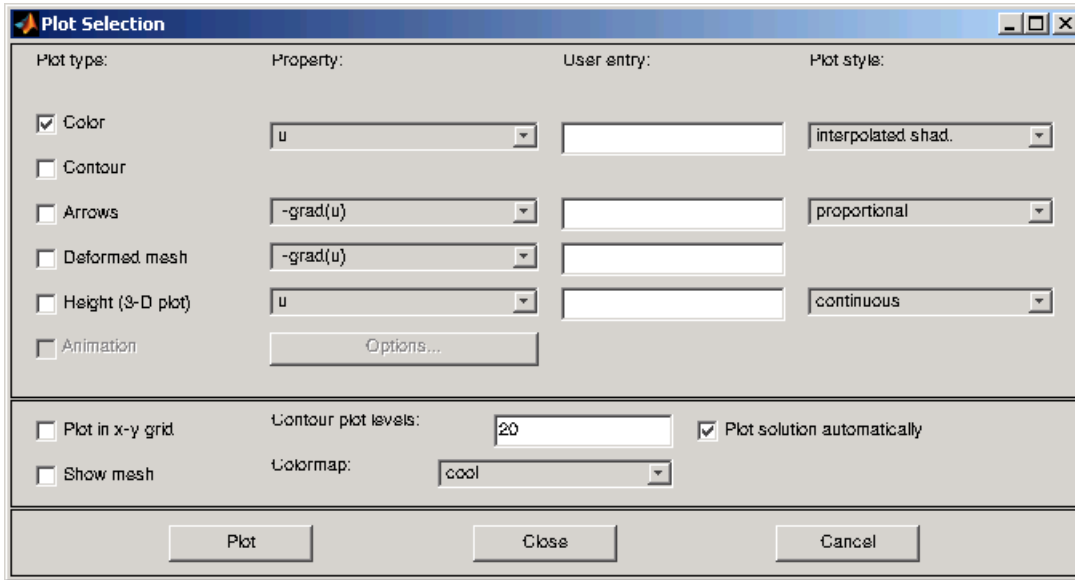 Plot Selection
Plot type: Property: User entry: Plot style:
Color u interpolated shad.
Contour
Arrows -grad(u) proportional
Deformed mesh -grad(u)
Height (3-D plot) u continuous
Animation Options...
Plot in x-y grid Contour plot levels: 20 Plot solution automatically
Show mesh Colormap: cool
Plot Close Cancel